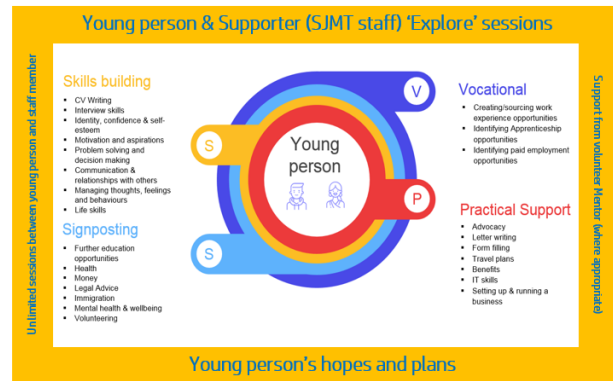 Young person & Supporter (SJMT staff) ‘Explore’ sessions
Unlimited sessions between young person and staff member
Skills building
▪ CV Writing
▪ Interview skills
▪ Identity, confidence & self-
esteem
▪ Motivation and aspirations
▪ Problem solving and
decision making
▪ Communication &
relationships with others
▪ Managing thoughts, feelings
and behaviours
▪ Life skills
Signposting
▪ Further education
opportunities
▪ Health
▪ Money
▪ Legal Advice
▪ Immigration
▪ Mental health & wellbeing
▪ Volunteering
V
S
Young
person
P
S
Vocational
▪ Creating/sourcing work
experience opportunities
▪ Identifying Apprenticeship
opportunities
▪ Identifying paid employment
opportunities
Practical Support
▪ Advocacy
▪ Letter writing
▪ Form filling
▪ Travel plans
▪ Benefits
▪ IT skills
▪ Setting up & running a
business
Support from volunteer Mentor (where appropriate)
Young person’s hopes and plans